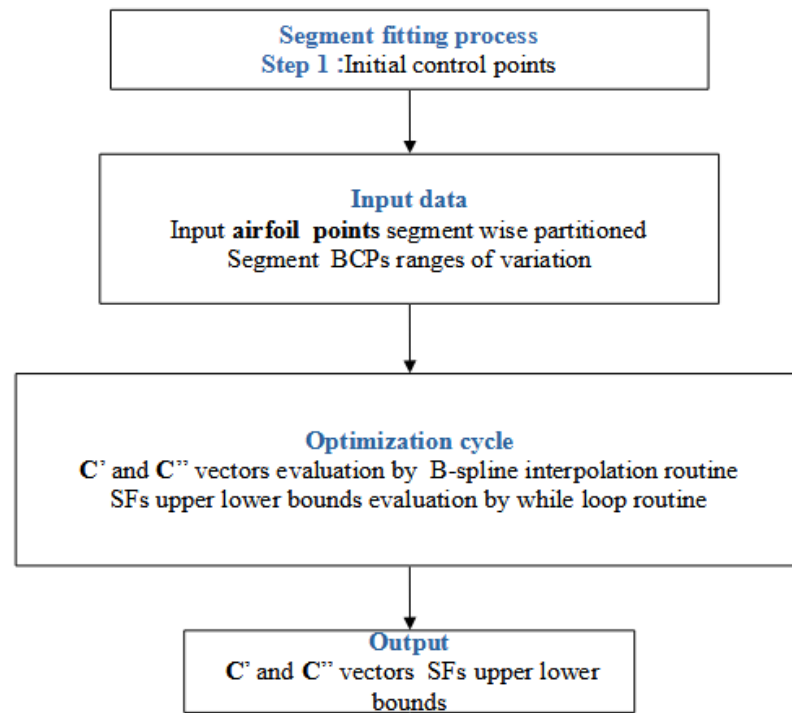 Segment fitting process
Step 1 :Initial control points
Input data
Input airfoil points segment wise partitioned
Segment BCPs ranges of variation
Optimization cycle
C' and C'' vectors evaluation by B-spline interpolation routine
SFs upper lower bounds evaluation by while loop routine
Output
C' and C'' vectors SFs upper lower
bounds